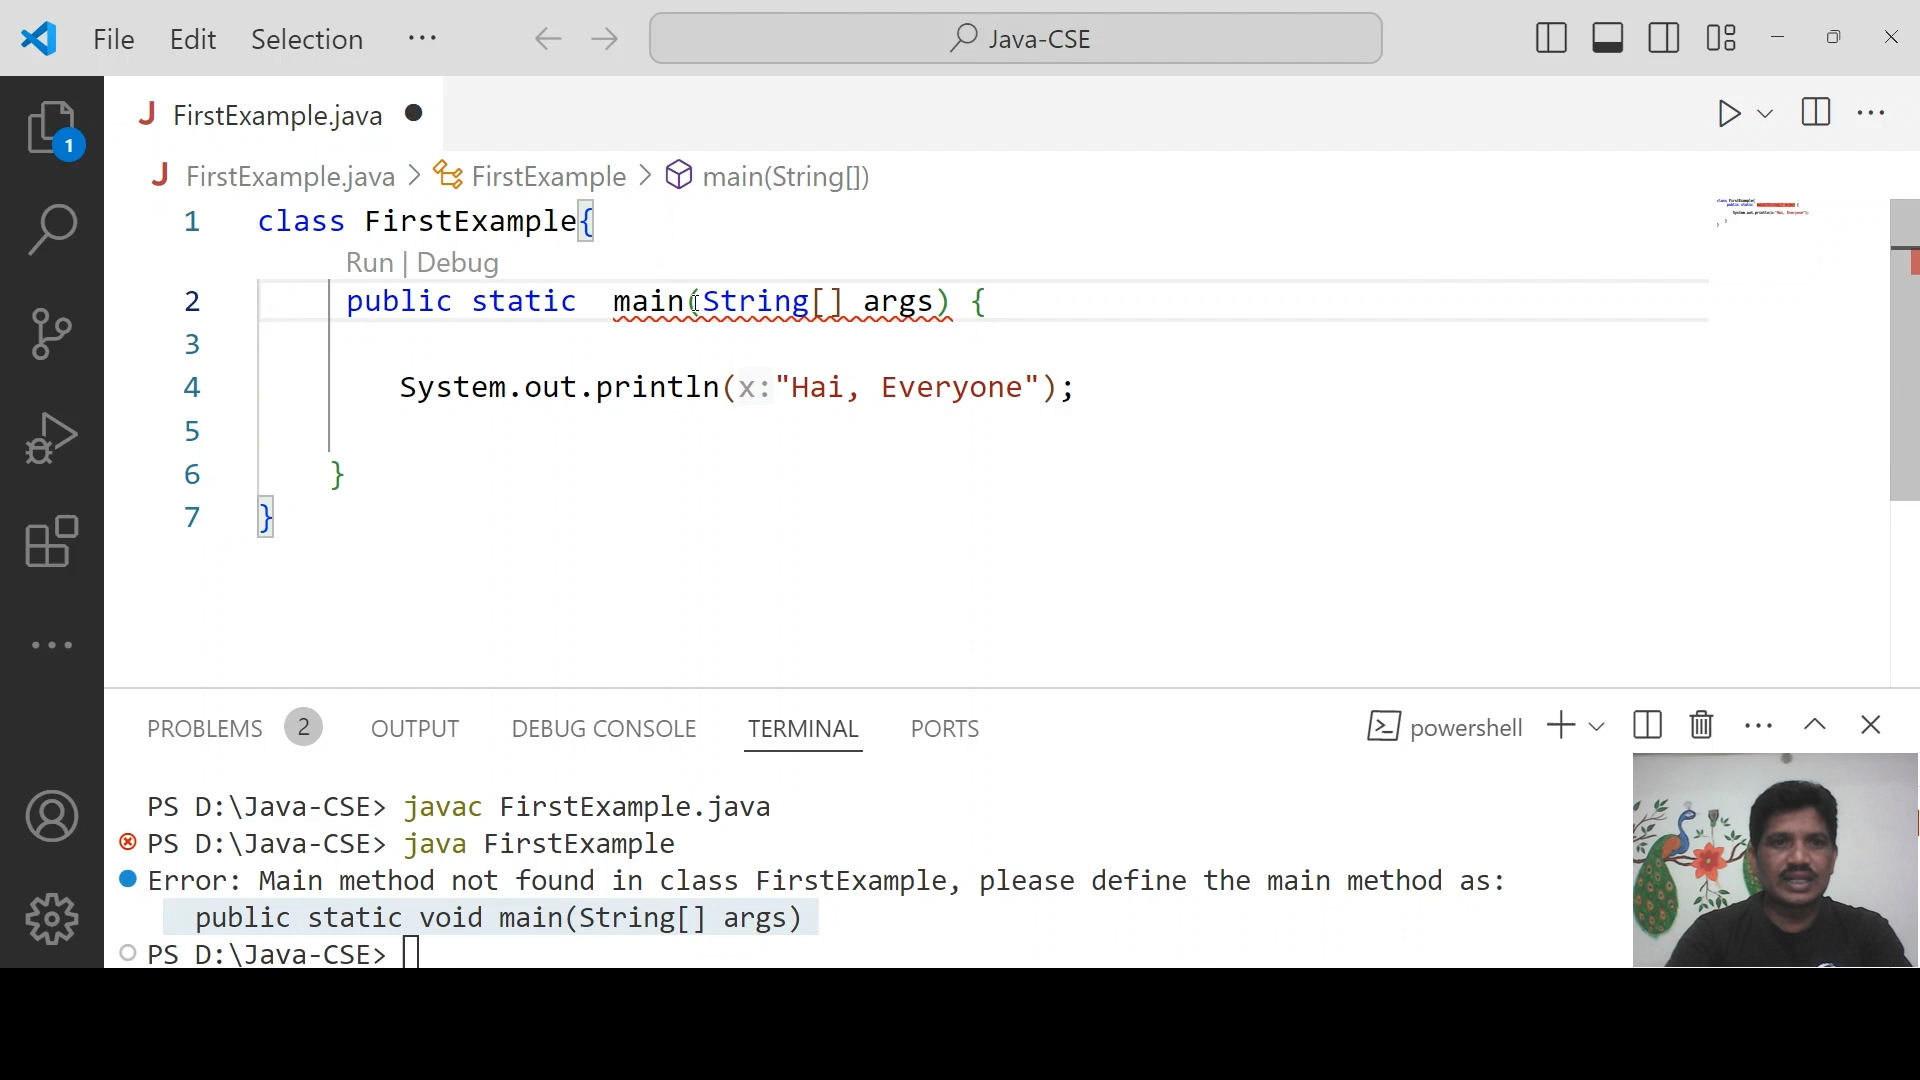 File Edit Selection ··· Java-CSE
1
FirstExample.java
FirstExample.java > FirstExample > main(String[])
1 class FirstExample{
Run | Debug
2 public static  main(String[] args) {
3
4 System.out.println(x:"Hai, Everyone");
5
6 }
7 }
PROBLEMS 2 OUTPUT DEBUG CONSOLE TERMINAL PORTS powershell
PS D:\Java-CSE> javac FirstExample.java
PS D:\Java-CSE> java FirstExample
Error: Main method not found in class FirstExample, please define the main method as:
public static void main(String[] args)
PS D:\Java-CSE>